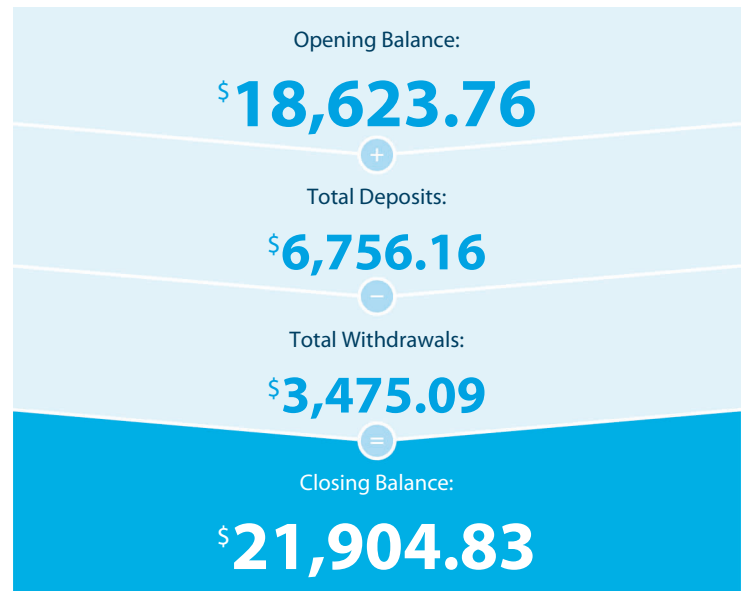 Opening Balance:
$18,623.76
+
Total Deposits:
$6,756.16
−
Total Withdrawals:
$3,475.09
=
Closing Balance:
$21,904.83